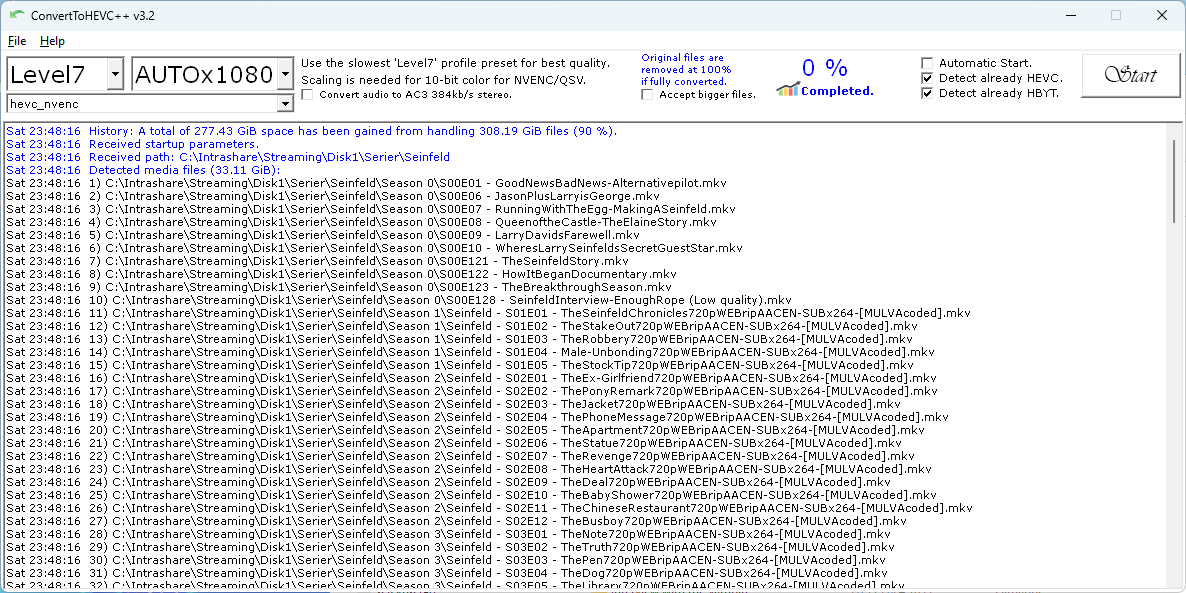 ConvertToHEVC++ v3.2
File Help
Level7
AUTOx1080
hevc_nvenc
Use the slowest 'Level7' profile preset for best quality.
Scaling is needed for 10-bit color for NVENC/QSV.
Convert audio to AC3 384kb/s stereo.
Original files are
removed at 100%
if fully converted.
Accept bigger files.
0 %
Completed.
Automatic Start.
Detect already HEVC.
Detect already HBYT.
Start
Sat 23:48:16 History: A total of 277.43 GiB space has been gained from handling 308.19 GiB files (90 %).
Sat 23:48:16 Received startup parameters.
Sat 23:48:16 Received path: C:\Intrashare\Streaming\Disk1\Serier\Seinfeld
Sat 23:48:16 Detected media files (33.11 GiB):
Sat 23:48:16 1) C:\Intrashare\Streaming\Disk1\Serier\Seinfeld\Season 0\S00E01 - GoodNewsBadNews-Alternativepilot.mkv
Sat 23:48:16 2) C:\Intrashare\Streaming\Disk1\Serier\Seinfeld\Season 0\S00E06 - JasonPlusLarryisGeorge.mkv
Sat 23:48:16 3) C:\Intrashare\Streaming\Disk1\Serier\Seinfeld\Season 0\S00E07 - RunningWithTheEgg-MakingASeinfeld.mkv
Sat 23:48:16 4) C:\Intrashare\Streaming\Disk1\Serier\Seinfeld\Season 0\S00E08 - QueenoftheCastle-TheElaineStory.mkv
Sat 23:48:16 5) C:\Intrashare\Streaming\Disk1\Serier\Seinfeld\Season 0\S00E09 - LarryDavidsFarewell.mkv
Sat 23:48:16 6) C:\Intrashare\Streaming\Disk1\Serier\Seinfeld\Season 0\S00E10 - WheresLarrySeinfeldsSecretGuestStar.mkv
Sat 23:48:16 7) C:\Intrashare\Streaming\Disk1\Serier\Seinfeld\Season 0\S00E121 - TheSeinfeldStory.mkv
Sat 23:48:16 8) C:\Intrashare\Streaming\Disk1\Serier\Seinfeld\Season 0\S00E122 - HowItBeganDocumentary.mkv
Sat 23:48:16 9) C:\Intrashare\Streaming\Disk1\Serier\Seinfeld\Season 0\S00E123 - TheBreakthroughSeason.mkv
Sat 23:48:16 10) C:\Intrashare\Streaming\Disk1\Serier\Seinfeld\Season 0\S00E128 - SeinfeldInterview-EnoughRope (Low quality).mkv
Sat 23:48:16 11) C:\Intrashare\Streaming\Disk1\Serier\Seinfeld\Season 1\Seinfeld - S01E01 - TheSeinfeldChronicles720pWEBripAACEN-SUBx264-[MULVAcoded].mkv
Sat 23:48:16 12) C:\Intrashare\Streaming\Disk1\Serier\Seinfeld\Season 1\Seinfeld - S01E02 - TheStakeOut720pWEBripAACEN-SUBx264-[MULVAcoded].mkv
Sat 23:48:16 13) C:\Intrashare\Streaming\Disk1\Serier\Seinfeld\Season 1\Seinfeld - S01E03 - TheRobbery720pWEBripAACEN-SUBx264-[MULVAcoded].mkv
Sat 23:48:16 14) C:\Intrashare\Streaming\Disk1\Serier\Seinfeld\Season 1\Seinfeld - S01E04 - Male-Unbonding720pWEBripAACEN-SUBx264-[MULVAcoded].mkv
Sat 23:48:16 15) C:\Intrashare\Streaming\Disk1\Serier\Seinfeld\Season 1\Seinfeld - S01E05 - TheStockTip720pWEBripAACEN-SUBx264-[MULVAcoded].mkv
Sat 23:48:16 16) C:\Intrashare\Streaming\Disk1\Serier\Seinfeld\Season 2\Seinfeld - S02E01 - TheEx-Girlfriend720pWEBripAACEN-SUBx264-[MULVAcoded].mkv
Sat 23:48:16 17) C:\Intrashare\Streaming\Disk1\Serier\Seinfeld\Season 2\Seinfeld - S02E02 - ThePonyRemark720pWEBripAACEN-SUBx264-[MULVAcoded].mkv
Sat 23:48:16 18) C:\Intrashare\Streaming\Disk1\Serier\Seinfeld\Season 2\Seinfeld - S02E03 - TheJacket720pWEBripAACEN-SUBx264-[MULVAcoded].mkv
Sat 23:48:16 19) C:\Intrashare\Streaming\Disk1\Serier\Seinfeld\Season 2\Seinfeld - S02E04 - ThePhoneMessage720pWEBripAACEN-SUBx264-[MULVAcoded].mkv
Sat 23:48:16 20) C:\Intrashare\Streaming\Disk1\Serier\Seinfeld\Season 2\Seinfeld - S02E05 - TheApartment720pWEBripAACEN-SUBx264-[MULVAcoded].mkv
Sat 23:48:16 21) C:\Intrashare\Streaming\Disk1\Serier\Seinfeld\Season 2\Seinfeld - S02E06 - TheStatue720pWEBripAACEN-SUBx264-[MULVAcoded].mkv
Sat 23:48:16 22) C:\Intrashare\Streaming\Disk1\Serier\Seinfeld\Season 2\Seinfeld - S02E07 - TheRevenge720pWEBripAACEN-SUBx264-[MULVAcoded].mkv
Sat 23:48:16 23) C:\Intrashare\Streaming\Disk1\Serier\Seinfeld\Season 2\Seinfeld - S02E08 - TheHeartAttack720pWEBripAACEN-SUBx264-[MULVAcoded].mkv
Sat 23:48:16 24) C:\Intrashare\Streaming\Disk1\Serier\Seinfeld\Season 2\Seinfeld - S02E09 - TheDeal720pWEBripAACEN-SUBx264-[MULVAcoded].mkv
Sat 23:48:16 25) C:\Intrashare\Streaming\Disk1\Serier\Seinfeld\Season 2\Seinfeld - S02E10 - TheBabyShower720pWEBripAACEN-SUBx264-[MULVAcoded].mkv
Sat 23:48:16 26) C:\Intrashare\Streaming\Disk1\Serier\Seinfeld\Season 2\Seinfeld - S02E11 - TheChineseRestaurant720pWEBripAACEN-SUBx264-[MULVAcoded].mkv
Sat 23:48:16 27) C:\Intrashare\Streaming\Disk1\Serier\Seinfeld\Season 2\Seinfeld - S02E12 - TheBusboy720pWEBripAACEN-SUBx264-[MULVAcoded].mkv
Sat 23:48:16 28) C:\Intrashare\Streaming\Disk1\Serier\Seinfeld\Season 3\Seinfeld - S03E01 - TheNote720pWEBripAACEN-SUBx264-[MULVAcoded].mkv
Sat 23:48:16 29) C:\Intrashare\Streaming\Disk1\Serier\Seinfeld\Season 3\Seinfeld - S03E02 - TheTruth720pWEBripAACEN-SUBx264-[MULVAcoded].mkv
Sat 23:48:16 30) C:\Intrashare\Streaming\Disk1\Serier\Seinfeld\Season 3\Seinfeld - S03E03 - ThePen720pWEBripAACEN-SUBx264-[MULVAcoded].mkv
Sat 23:48:16 31) C:\Intrashare\Streaming\Disk1\Serier\Seinfeld\Season 3\Seinfeld - S03E04 - TheDog720pWEBripAACEN-SUBx264-[MULVAcoded].mkv
Sat 23:48:16 32) C:\Intrashare\Streaming\Disk1\Serier\Seinfeld\Season 3\Seinfeld - S03E05 - TheLibrary720pWEBripAACEN-SUBx264-[MULVAcoded].mkv